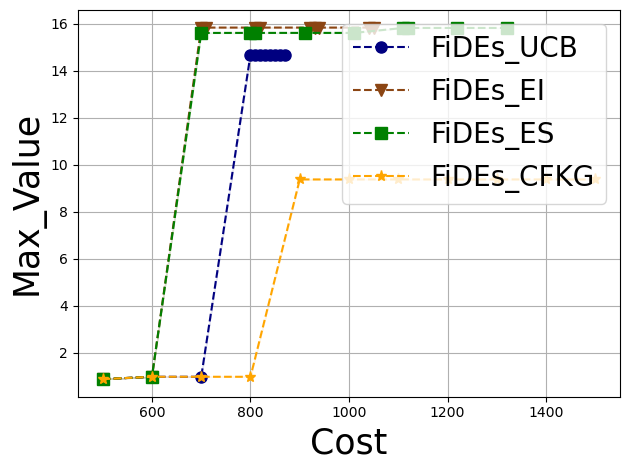 16
14
12
10
8
6
4
2
Max_Value
600
800
1000
1200
1400
Cost
FiDEs_UCB
FiDEs_EI
FiDEs_ES
FiDEs_CFKG